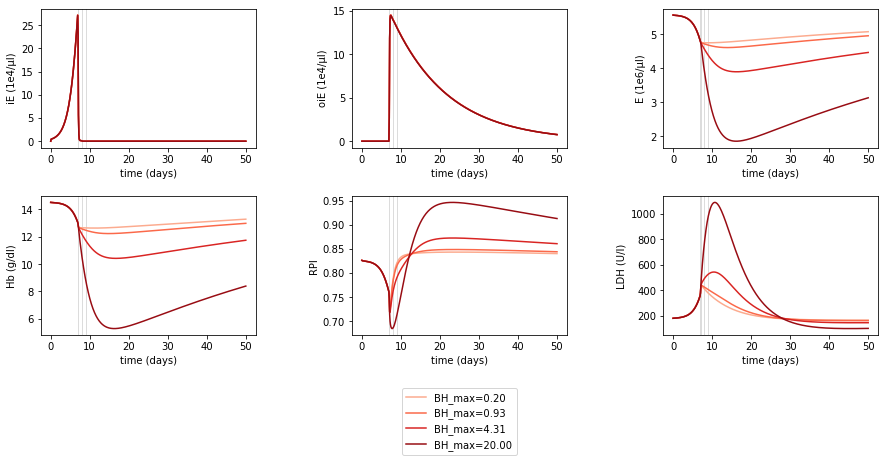 iE (1e4/μl)
25
20
15
10
5
0
0 10 20 30 40 50
time (days)
oiE (1e4/μl)
15
10
5
0
0 10 20 30 40 50
time (days)
E (1e6/μl)
5
4
3
2
0 10 20 30 40 50
time (days)
Hb (g/dl)
14
12
10
8
6
0 10 20 30 40 50
time (days)
RPI
0.95
0.90
0.85
0.80
0.75
0.70
0 10 20 30 40 50
time (days)
LDH (U/l)
1000
800
600
400
200
0 10 20 30 40 50
time (days)
BH_max=0.20
BH_max=0.93
BH_max=4.31
BH_max=20.00